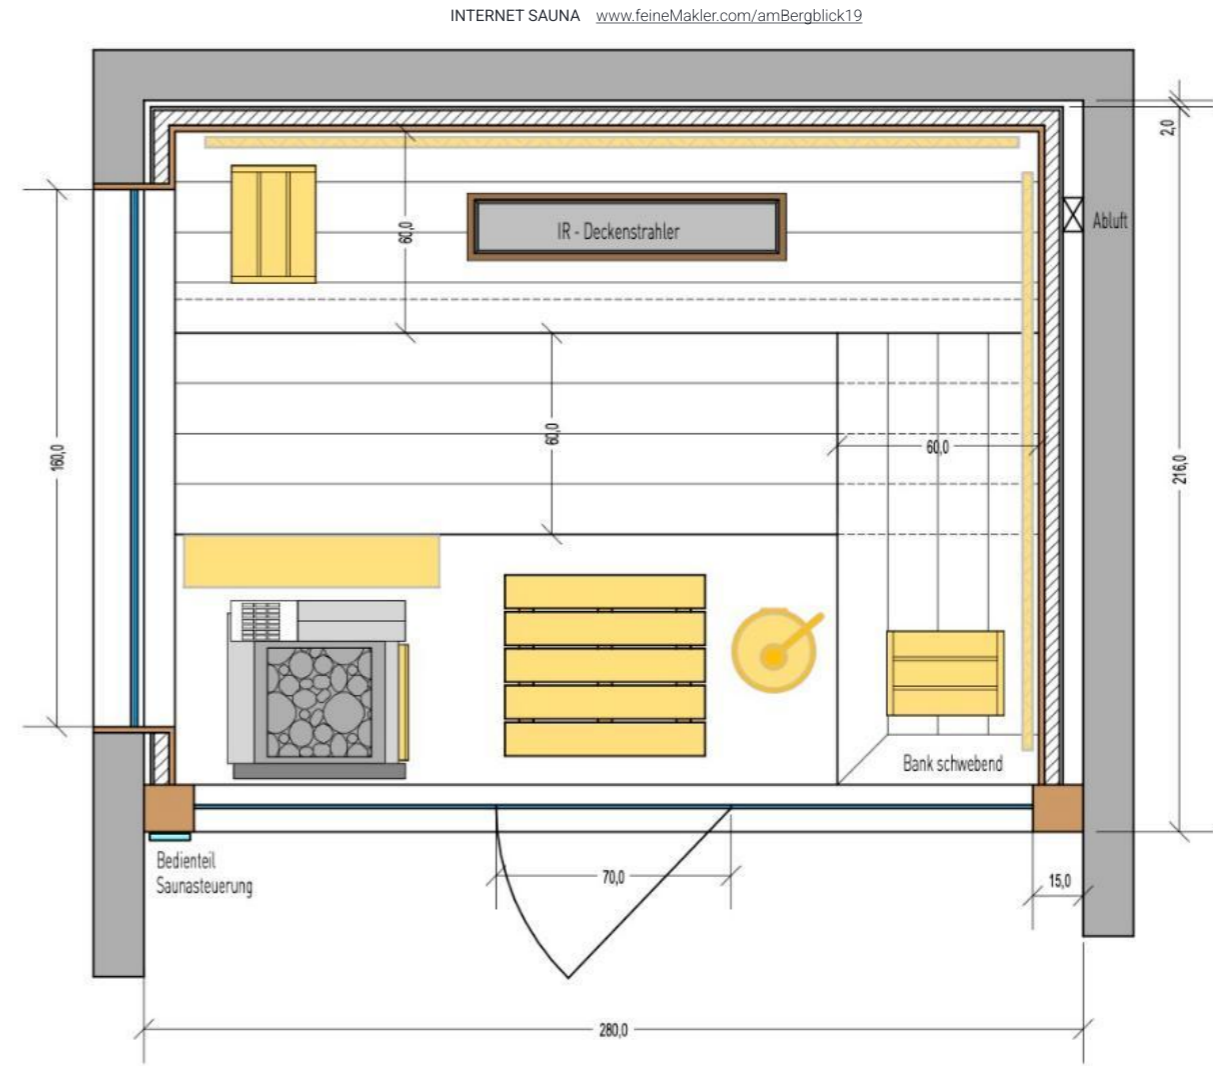 INTERNET SAUNA www.feineMakler.com/amBergblick19
2,0
Abluft
IR - Deckenstrahler
60,0
60,0
60,0
160,0
216,0
Bank schwebend
Bedienteil
Saunasteuerung
70,0
15,0
280,0